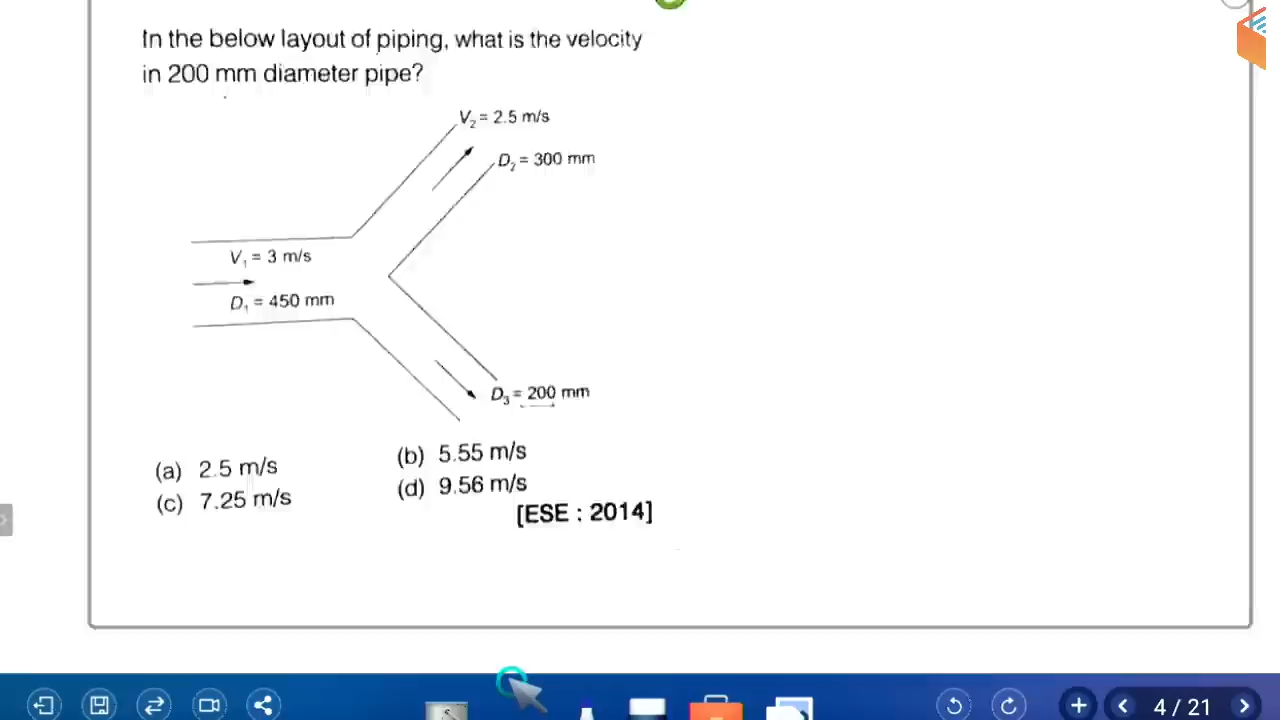 In the below layout of piping, what is the velocity
in 200 mm diameter pipe?
V₂ = 2.5 m/s
D₂ = 300 mm
V₁ = 3 m/s
D₁ = 450 mm
D₃ = 200 mm
(a) 2.5 m/s (b) 5.55 m/s
(c) 7.25 m/s (d) 9.56 m/s
[ESE : 2014]
4 / 21